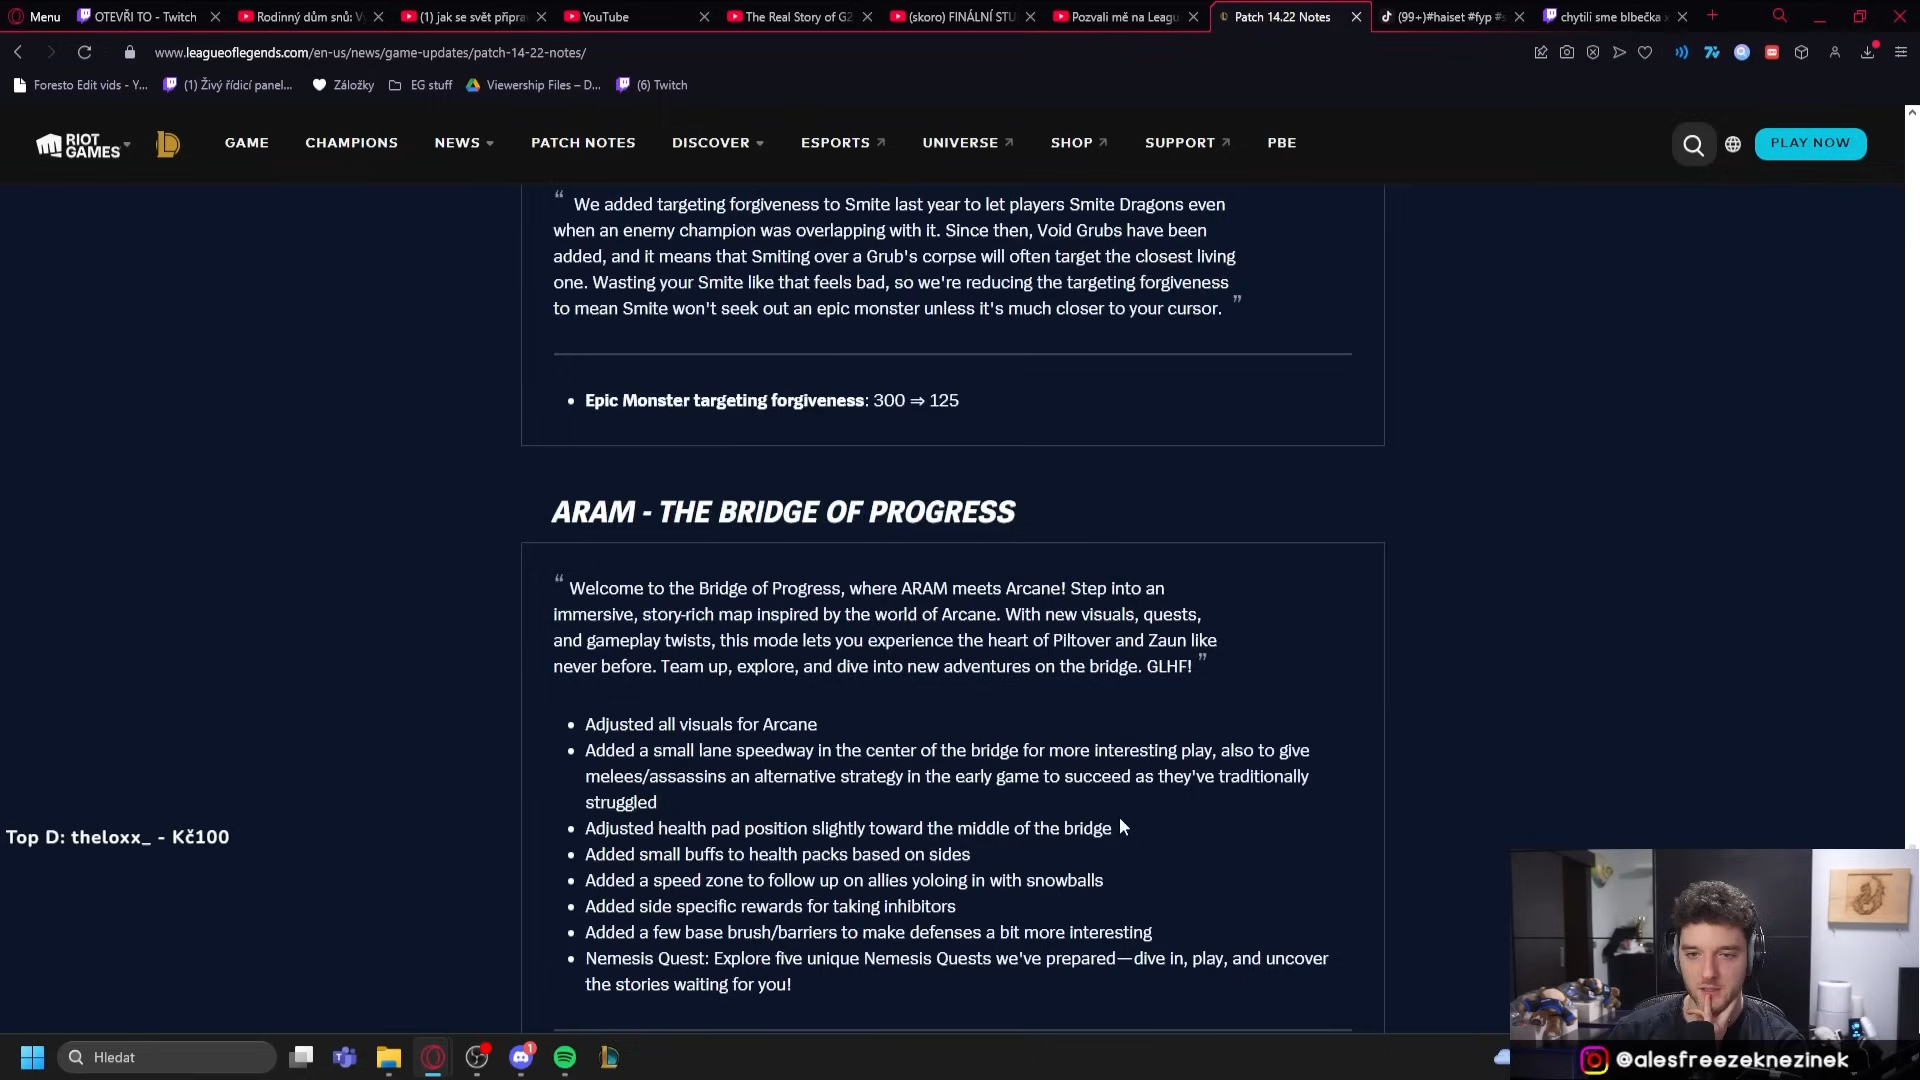 Menu
OTEVŘI TO - Twitch
Rodinný dům snů: V
(1) jak se svět připra
YouTube
The Real Story of G2
(skoro) FINÁLNÍ STU
Pozvali mě na Leagu
Patch 14.22 Notes
(99+)#haiset #fyp #s
chytili sme blbečka
www.leagueoflegends.com/en-us/news/game-updates/patch-14-22-notes/
Foresto Edit vids - Y...
(1) Živý řídicí panel...
Záložky
EG stuff
Viewership Files – D...
(6) Twitch
RIOT GAMES
GAME
CHAMPIONS
NEWS
PATCH NOTES
DISCOVER
ESPORTS
UNIVERSE
SHOP
SUPPORT
PBE
PLAY NOW
“ We added targeting forgiveness to Smite last year to let players Smite Dragons even
when an enemy champion was overlapping with it. Since then, Void Grubs have been
added, and it means that Smiting over a Grub's corpse will often target the closest living
one. Wasting your Smite like that feels bad, so we're reducing the targeting forgiveness
to mean Smite won't seek out an epic monster unless it's much closer to your cursor. ”
• Epic Monster targeting forgiveness: 300 ⇒ 125
ARAM - THE BRIDGE OF PROGRESS
“ Welcome to the Bridge of Progress, where ARAM meets Arcane! Step into an
immersive, story-rich map inspired by the world of Arcane. With new visuals, quests,
and gameplay twists, this mode lets you experience the heart of Piltover and Zaun like
never before. Team up, explore, and dive into new adventures on the bridge. GLHF! ”
• Adjusted all visuals for Arcane
• Added a small lane speedway in the center of the bridge for more interesting play, also to give
melees/assassins an alternative strategy in the early game to succeed as they've traditionally
struggled
• Adjusted health pad position slightly toward the middle of the bridge
• Added small buffs to health packs based on sides
• Added a speed zone to follow up on allies yoloing in with snowballs
• Added side specific rewards for taking inhibitors
• Added a few base brush/barriers to make defenses a bit more interesting
• Nemesis Quest: Explore five unique Nemesis Quests we've prepared—dive in, play, and uncover
the stories waiting for you!
Top D: theloxx_ - Kč100
Hledat
1
@alesfreezeknezinek